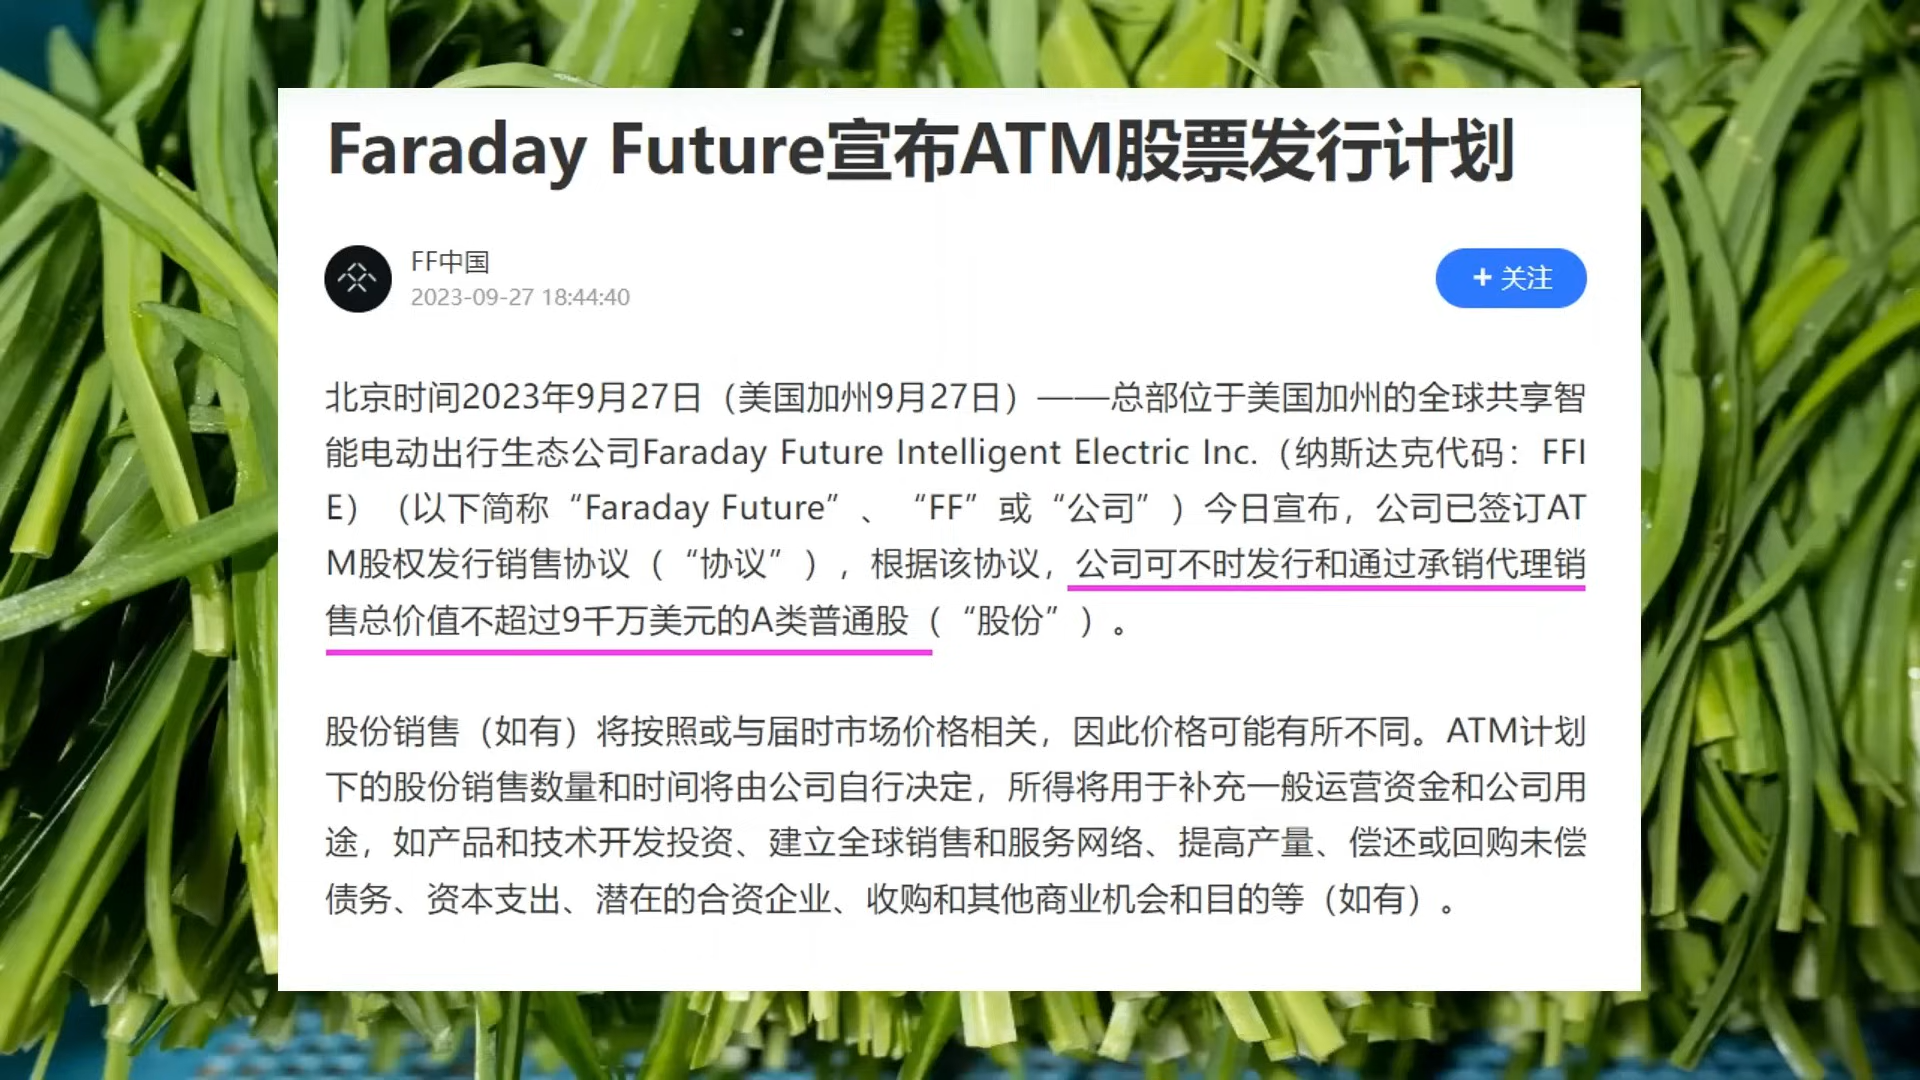 Faraday Future宣布ATM股票发行计划
FF中国
2023-09-27 18:44:40
+ 关注
北京时间2023年9月27日（美国加州9月27日）——总部位于美国加州的全球共享智
能电动出行生态公司Faraday Future Intelligent Electric Inc.（纳斯达克代码：FFI
E）（以下简称“Faraday Future”、“FF”或“公司”）今日宣布，公司已签订AT
M股权发行销售协议（“协议”），根据该协议，公司可不时发行和通过承销代理销
售总价值不超过9千万美元的A类普通股（“股份”）。
股份销售（如有）将按照或与届时市场价格相关，因此价格可能有所不同。ATM计划
下的股份销售数量和时间将由公司自行决定，所得将用于补充一般运营资金和公司用
途，如产品和技术开发投资、建立全球销售和服务网络、提高产量、偿还或回购未偿
债务、资本支出、潜在的合资企业、收购和其他商业机会和目的等（如有）。